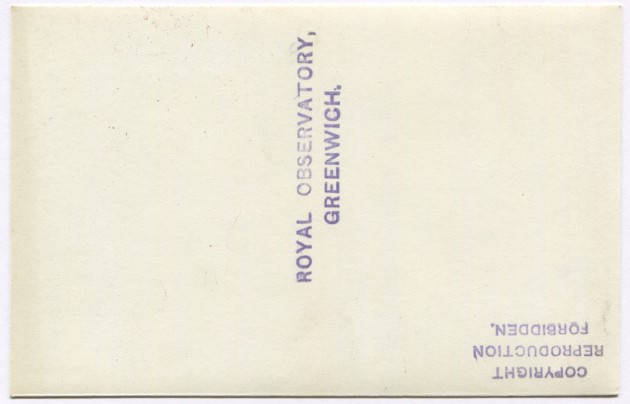 ROYAL OBSERVATORY,
GREENWICH.
COPYRIGHT
REPRODUCTION
FORBIDDEN.